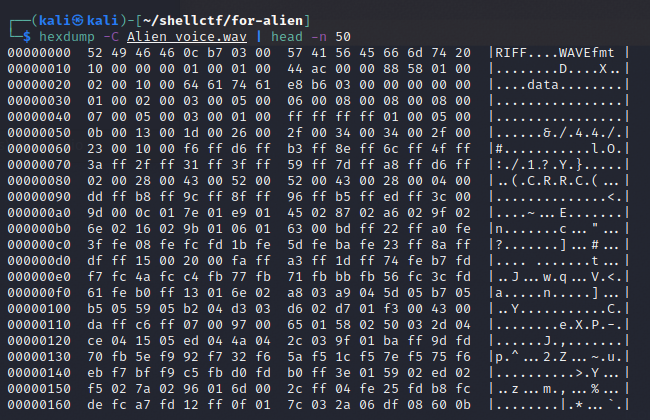 ┌──(kali㉿kali)-[~/shellctf/for-alien]
└─$ hexdump -C Alien_voice.wav | head -n 50
00000000  52 49 46 46 0c b7 03 00  57 41 56 45 66 6d 74 20  |RIFF....WAVEfmt |
00000010  10 00 00 00 01 00 01 00  44 ac 00 00 88 58 01 00  |........D....X..|
00000020  02 00 10 00 64 61 74 61  e8 b6 03 00 00 00 00 00  |....data........|
00000030  01 00 02 00 03 00 05 00  06 00 08 00 08 00 08 00  |................|
00000040  07 00 05 00 03 00 01 00  ff ff ff ff 01 00 05 00  |................|
00000050  0b 00 13 00 1d 00 26 00  2f 00 34 00 34 00 2f 00  |......&./.4.4./.|
00000060  23 00 10 00 f6 ff d6 ff  b3 ff 8e ff 6c ff 4f ff  |#...........l.O.|
00000070  3a ff 2f ff 31 ff 3f ff  59 ff 7d ff a8 ff d6 ff  |:./.1.?.Y.}.....|
00000080  02 00 28 00 43 00 52 00  52 00 43 00 28 00 04 00  |..(.C.R.R.C.(...|
00000090  dd ff b8 ff 9c ff 8f ff  96 ff b5 ff ed ff 3c 00  |..............<.|
000000a0  9d 00 0c 01 7e 01 e9 01  45 02 87 02 a6 02 9f 02  |....~...E.......|
000000b0  6e 02 16 02 9b 01 06 01  63 00 bd ff 22 ff a0 fe  |n.......c..."...|
000000c0  3f fe 08 fe fc fd 1b fe  5d fe ba fe 23 ff 8a ff  |?.......]...#...|
000000d0  df ff 15 00 20 00 fa ff  a3 ff 1d ff 74 fe b7 fd  |.... .......t...|
000000e0  f7 fc 4a fc c4 fb 77 fb  71 fb bb fb 56 fc 3c fd  |..J...w.q...V.<.|
000000f0  61 fe b0 ff 13 01 6e 02  a8 03 a9 04 5d 05 b7 05  |a.....n.....]...|
00000100  b5 05 59 05 b2 04 d3 03  d6 02 d7 01 f3 00 43 00  |..Y...........C.|
00000110  da ff c6 ff 07 00 97 00  65 01 58 02 50 03 2d 04  |........e.X.P.-.|
00000120  ce 04 15 05 ed 04 4a 04  2c 03 9f 01 ba ff 9d fd  |......J.,.......|
00000130  70 fb 5e f9 92 f7 32 f6  5a f5 1c f5 7e f5 75 f6  |p.^...2.Z...~.u.|
00000140  eb f7 bf f9 c5 fb d0 fd  b0 ff 3e 01 59 02 ed 02  |..........>.Y...|
00000150  f5 02 7a 02 96 01 6d 00  2c ff 04 fe 25 fd b8 fc  |..z...m.,...%...|
00000160  de fc a7 fd 12 ff 0f 01  7c 03 2a 06 df 08 60 0b  |........|.*...`.|